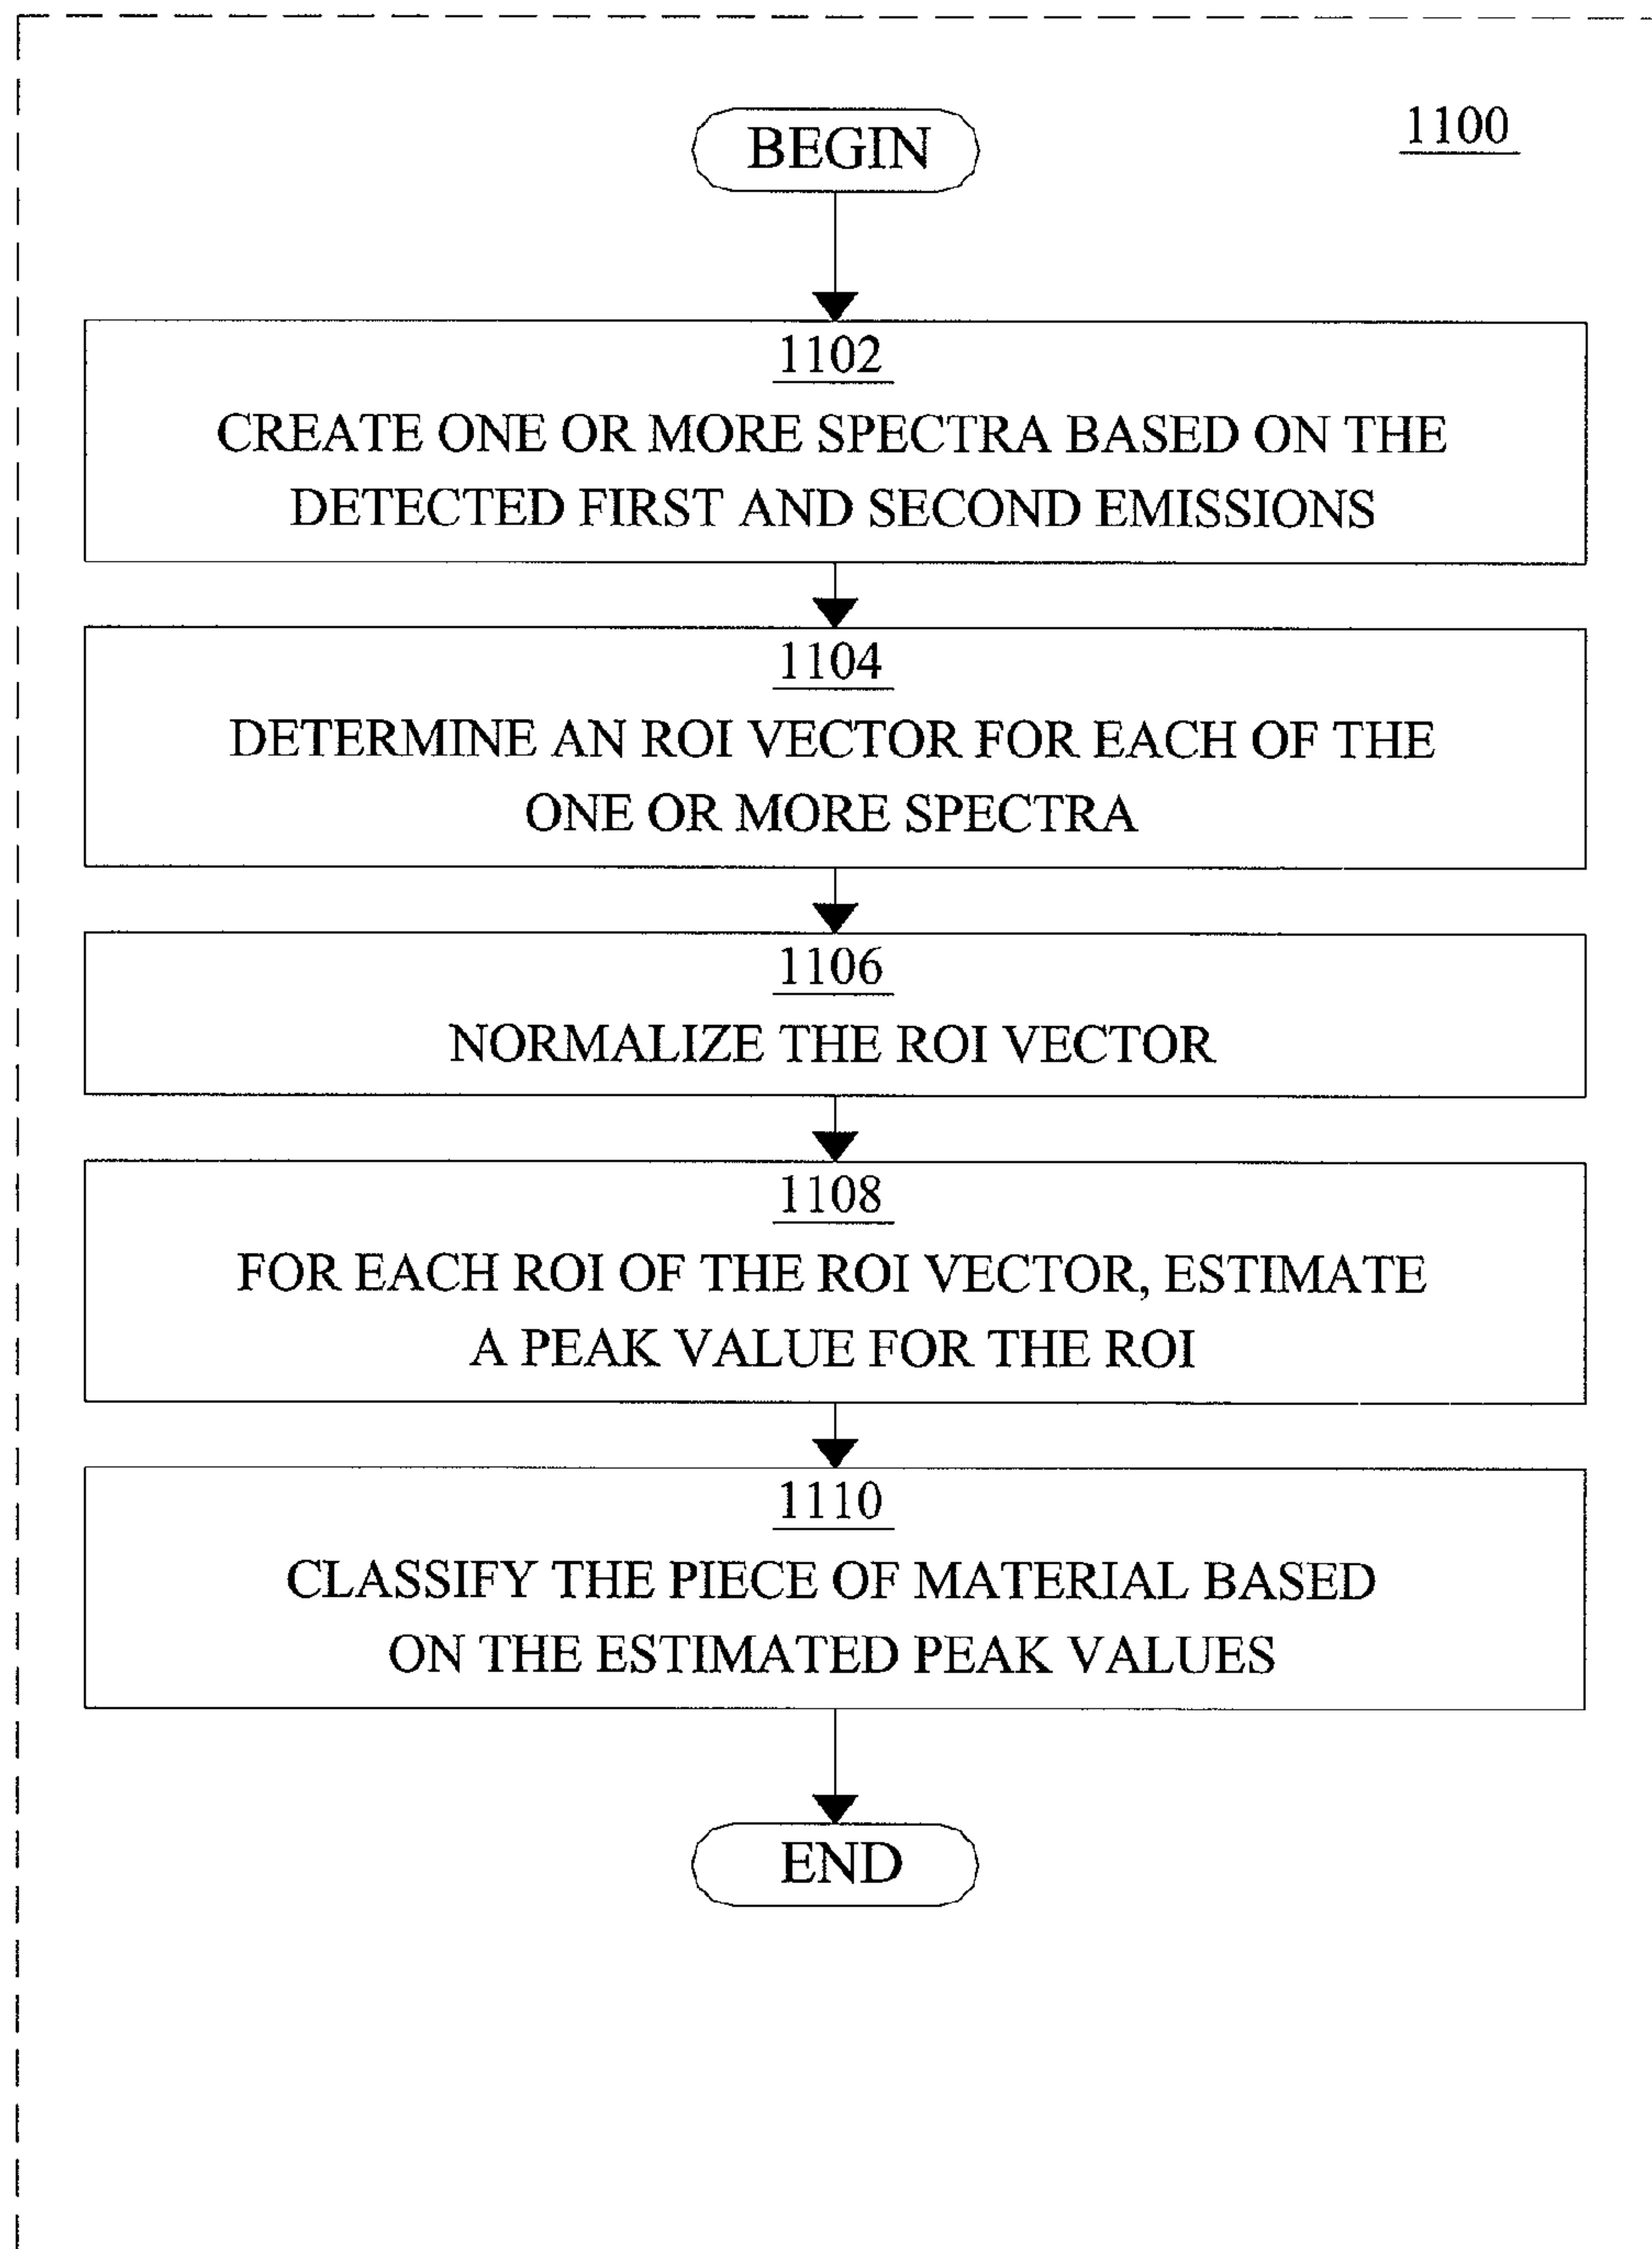 1100
BEGIN
1102
CREATE ONE OR MORE SPECTRA BASED ON THE
DETECTED FIRST AND SECOND EMISSIONS
1104
DETERMINE AN ROI VECTOR FOR EACH OF THE
ONE OR MORE SPECTRA
1106
NORMALIZE THE ROI VECTOR
1108
FOR EACH ROI OF THE ROI VECTOR, ESTIMATE
A PEAK VALUE FOR THE ROI
1110
CLASSIFY THE PIECE OF MATERIAL BASED
ON THE ESTIMATED PEAK VALUES
END